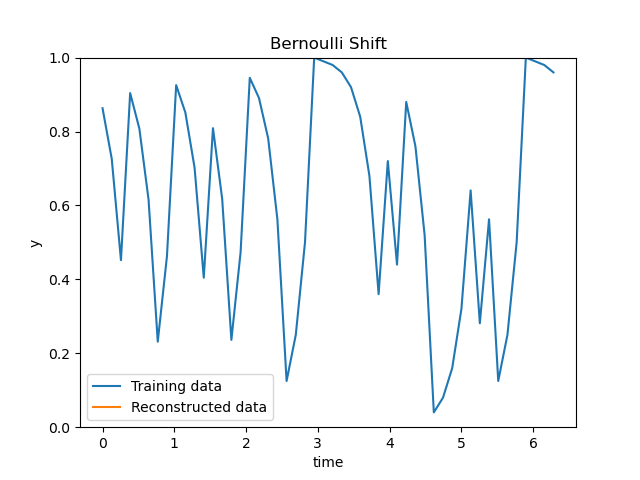 Bernoulli Shift
1.0
0.8
0.6
0.4
0.2
0.0
y
Training data
Reconstructed data
0 1 2 3 4 5 6
time